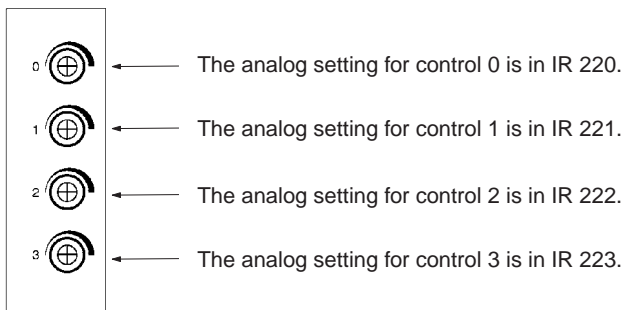 0 The analog setting for control 0 is in IR 220.
1 The analog setting for control 1 is in IR 221.
2 The analog setting for control 2 is in IR 222.
3 The analog setting for control 3 is in IR 223.